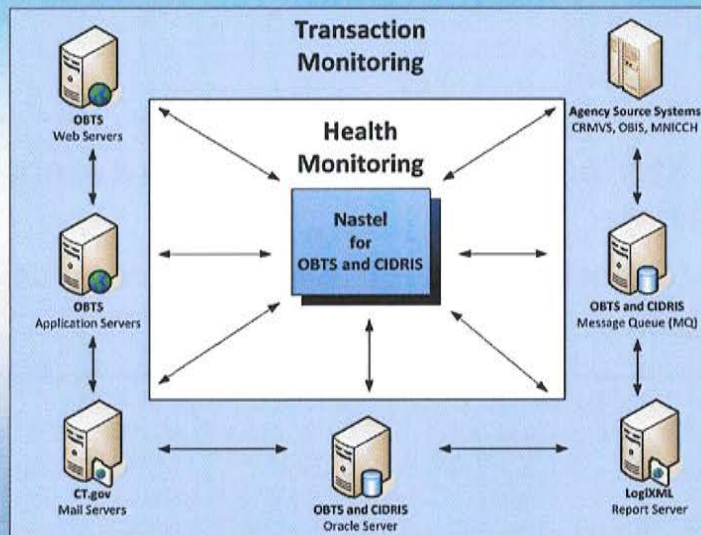 Transaction
Monitoring
OBTS
Web Servers
Agency Source Systems
CRMVS, OBIS, MNICCH
Health
Monitoring
Nastel
for
OBTS and CIDRIS
OBTS
Application Servers
OBTS and CIDRIS
Message Queue (MQ)
CT.gov
Mail Servers
OBTS and CIDRIS
Oracle Server
LogiXML
Report Server